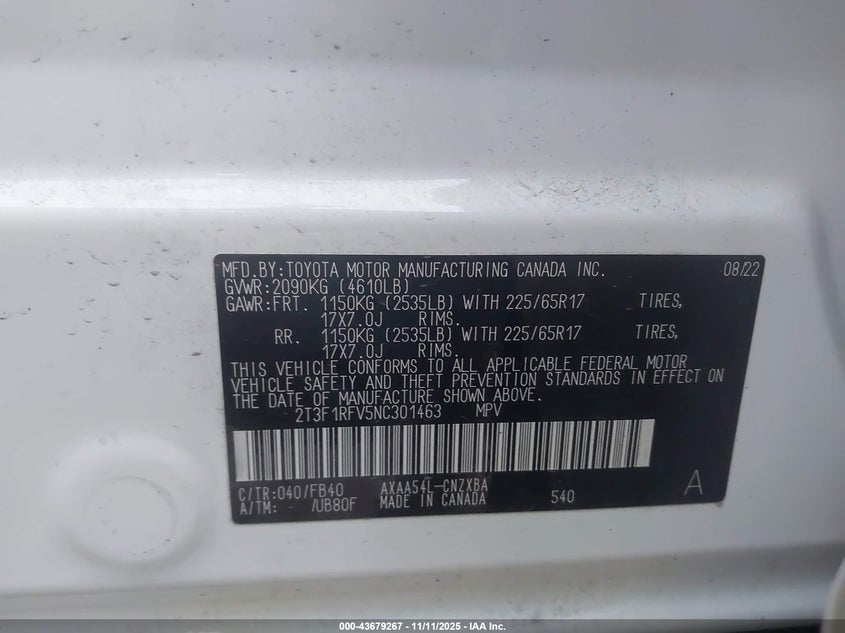 MFD.BY:TOYOTA MOTOR MANUFACTURING CANADA INC. 08/22
GVWR:2090KG (4610LB)
GAWR:FRT. 1150KG (2535LB) WITH 225/65R17 TIRES,
17X7.0J RIMS.
RR. 1150KG (2535LB) WITH 225/65R17 TIRES,
17X7.0J RIMS.
THIS VEHICLE CONFORMS TO ALL APPLICABLE FEDERAL MOTOR
VEHICLE SAFETY AND THEFT PREVENTION STANDARDS IN EFFECT ON
THE DATE OF MANUFACTURE SHOWN ABOVE.
2T3F1RFV5NC301463 MPV
C/TR:040/FB40 AXAA54L-CNZXBA
A/TM: -/UB80F MADE IN CANADA 540 A
000-43679267 - 11/11/2025 - IAA Inc.